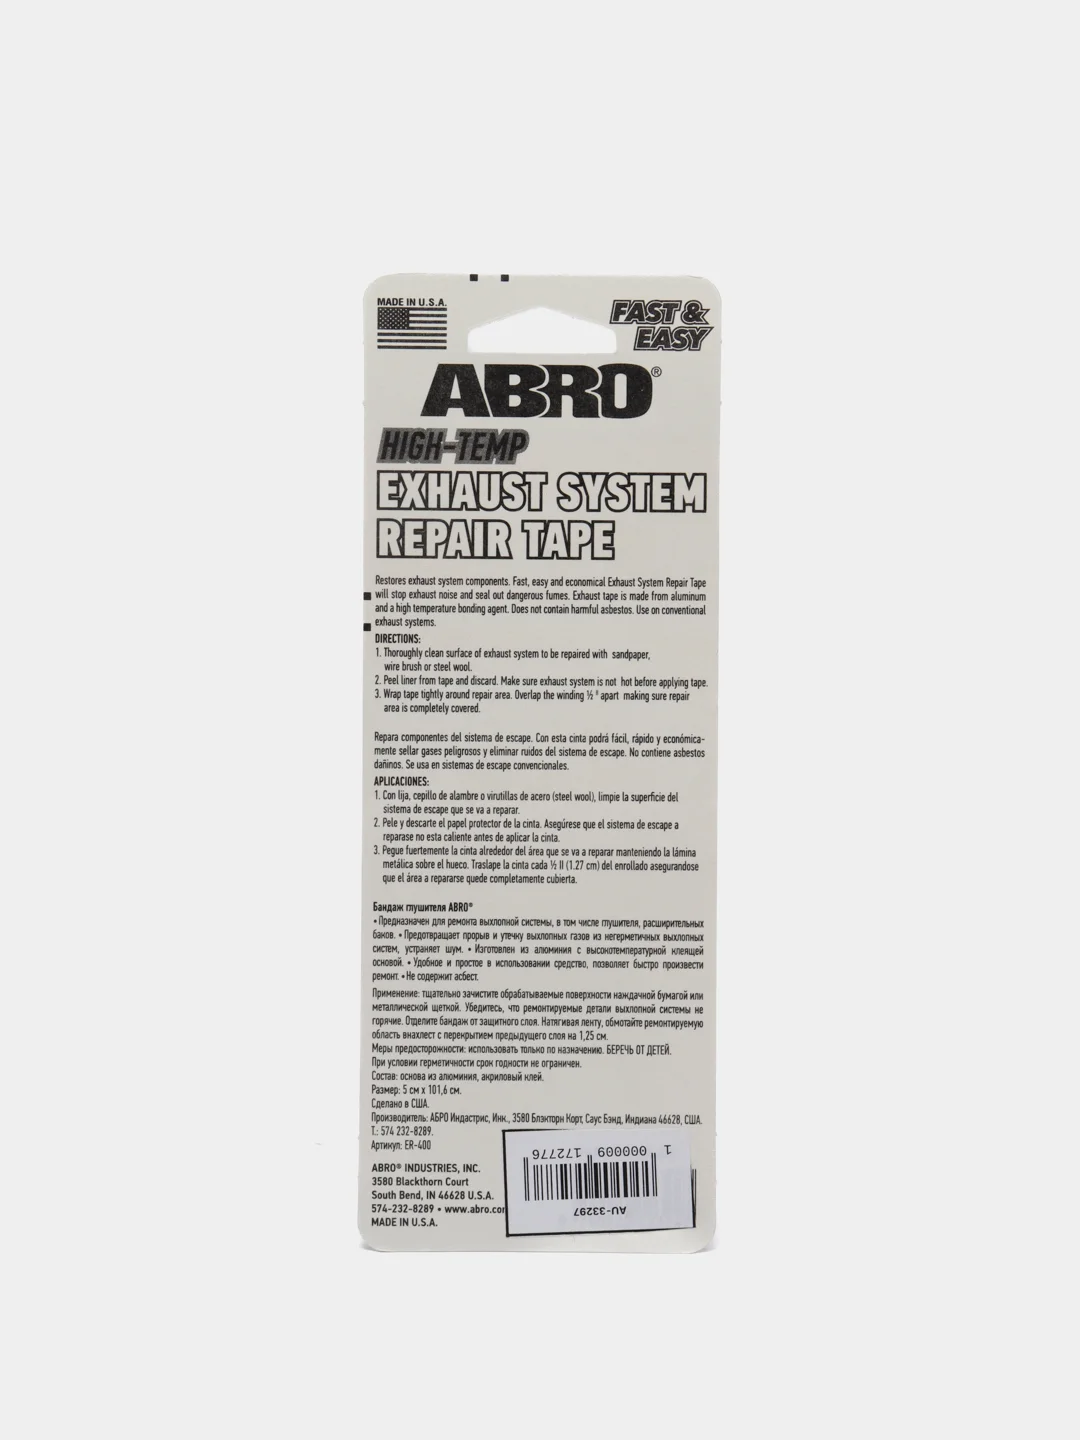 MADE IN U.S.A.
FAST &
EASY
ABRO®
HIGH-TEMP
EXHAUST SYSTEM
REPAIR TAPE
Restores exhaust system components. Fast, easy and economical Exhaust System Repair Tape
will stop exhaust noise and seal out dangerous fumes. Exhaust tape is made from aluminum
and a high temperature bonding agent. Does not contain harmful asbestos. Use on conventional
exhaust systems.
DIRECTIONS:
1. Thoroughly clean surface of exhaust system to be repaired with sandpaper,
wire brush or steel wool.
2. Peel liner from tape and discard. Make sure exhaust system is not hot before applying tape.
3. Wrap tape tightly around repair area. Overlap the winding ½ " apart making sure repair
area is completely covered.
Repara componentes del sistema de escape. Con esta cinta podrá fácil, rápido y económica-
mente sellar gases peligrosos y eliminar ruidos del sistema de escape. No contiene asbestos
dañinos. Se usa en sistemas de escape convencionales.
APLICACIONES:
1. Con lija, cepillo de alambre o virutillas de acero (steel wool), limpie la superficie del
sistema de escape que se va a reparar.
2. Pele y descarte el papel protector de la cinta. Asegúrese que el sistema de escape a
reparase no esta caliente antes de aplicar la cinta.
3. Pegue fuertemente la cinta alrededor del área que se va a reparar manteniendo la lámina
metálica sobre el hueco. Traslape la cinta cada ½ II (1.27 cm) del enrollado asegurandose
que el área a repararse quede completamente cubierta.
Бандаж глушителя ABRO®
• Предназначен для ремонта выхлопной системы, в том числе глушителя, расширительных
баков. • Предотвращает прорыв и утечку выхлопных газов из негерметичных выхлопных
систем, устраняет шум. • Изготовлен из алюминия с высокотемпературной клеящей
основой. • Удобное и простое в использовании средство, позволяет быстро произвести
ремонт. • Не содержит асбест.
Применение: тщательно зачистите обрабатываемые поверхности наждачной бумагой или
металлической щеткой. Убедитесь, что ремонтируемые детали выхлопной системы не
горячие. Отделите бандаж от защитного слоя. Натягивая ленту, обмотайте ремонтируемую
область внахлест с перекрытием предыдущего слоя на 1,25 см.
Меры предосторожности: использовать только по назначению. БЕРЕЧЬ ОТ ДЕТЕЙ.
При условии герметичности срок годности не ограничен.
Состав: основа из алюминия, акриловый клей.
Размер: 5 см x 101,6 см.
Сделано в США.
Производитель: АБРО Индастрис, Инк., 3580 Блэкторн Корт, Саус Бэнд, Индиана 46628, США.
Т.: 574 232-8289.
Артикул: ER-400
ABRO® INDUSTRIES, INC.
3580 Blackthorn Court
South Bend, IN 46628 U.S.A.
574-232-8289 • www.abro.com
MADE IN U.S.A.
AU-33297
1 000009 172776